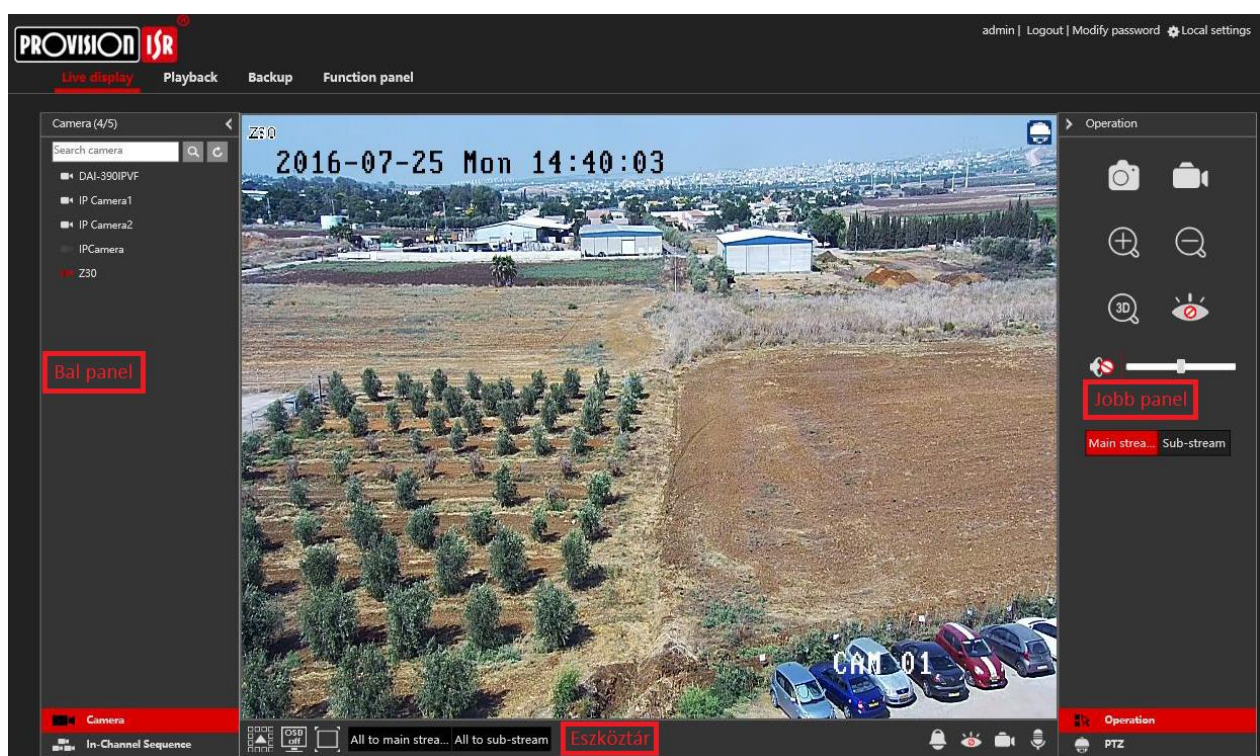 PROVISION ISR®
admin | Logout | Modify password Local settings
Live display Playback Backup Function panel
Camera (4/5)
Search camera
DAI-390IPVF
IP Camera1
IP Camera2
IPCamera
Z30
Bal panel
Camera
In-Channel Sequence
Z30
2016-07-25 Mon 14:40:03
CAM 01
OSD off
All to main strea... All to sub-stream
Eszköztár
Operation
3D
Jobb panel
Main strea... Sub-stream
Operation
PTZ